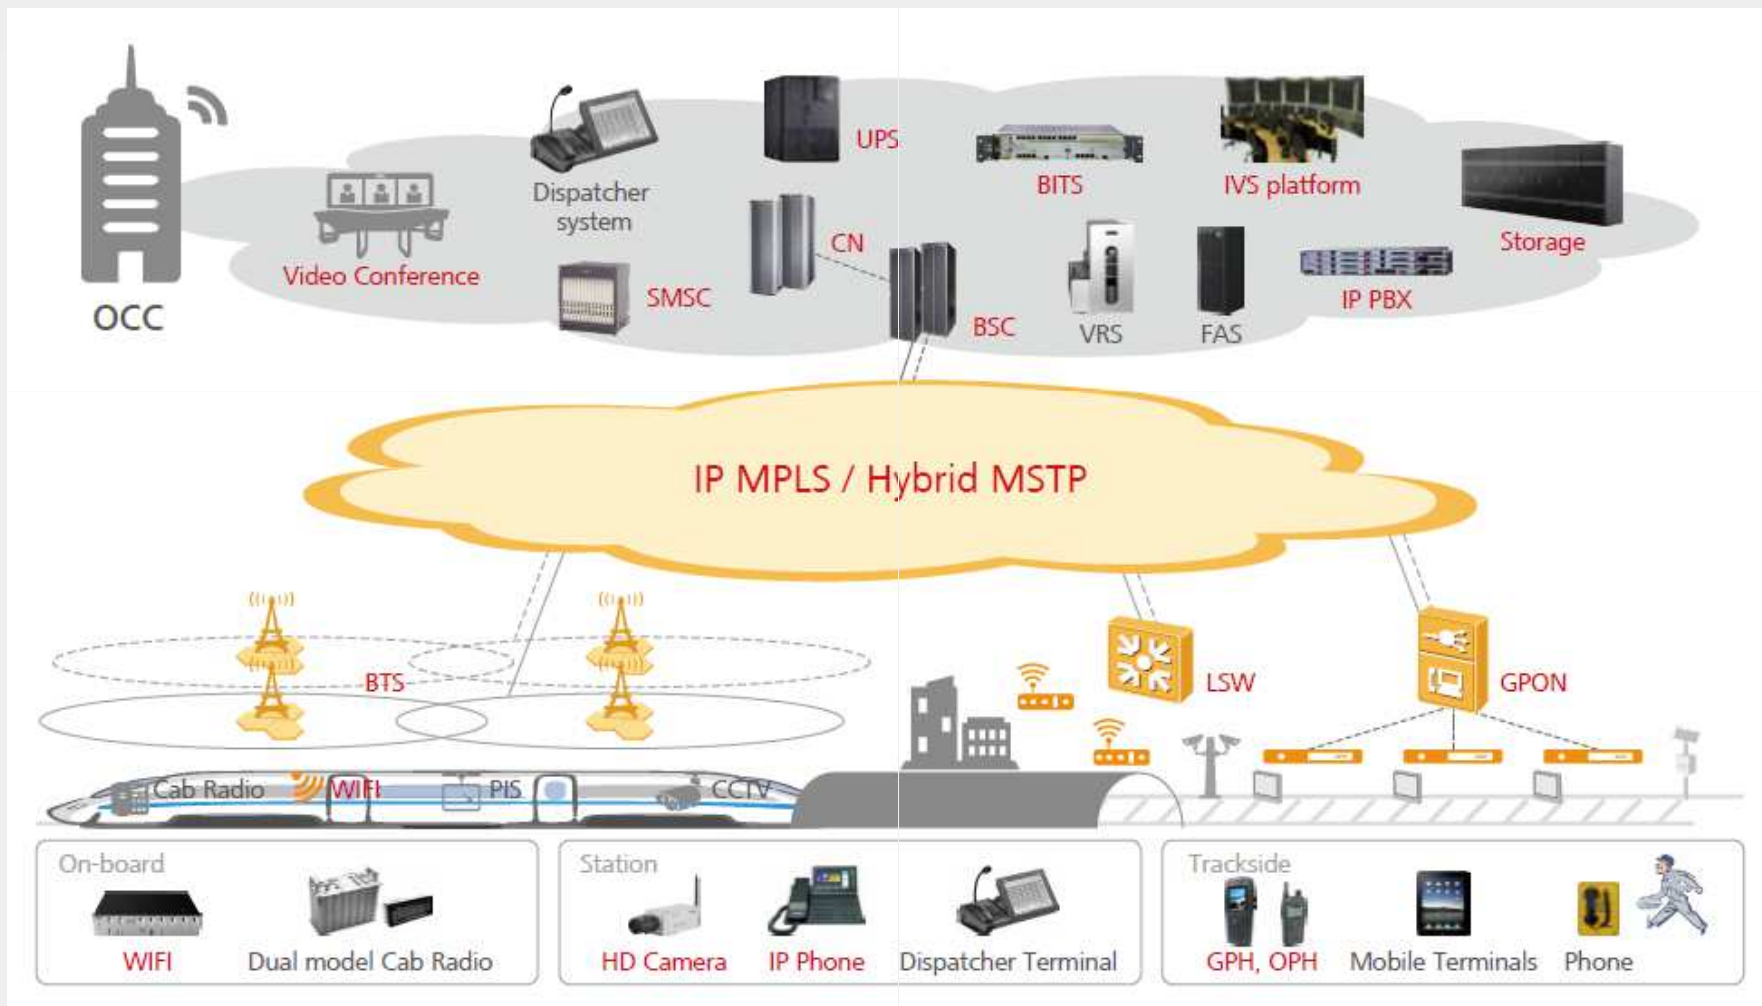 UPS
Dispatcher
system
BITS
IVS platform
Storage
Video Conference
CN
SMSC
BSC
VRS
FAS
IP PBX
OCC
IP MPLS / Hybrid MSTP
BTS
LSW
GPON
Cab Radio
WIFI
PIS
CCTV
On-board
WIFI
Dual model Cab Radio
Station
HD Camera
IP Phone
Dispatcher Terminal
Trackside
GPH, OPH
Mobile Terminals
Phone